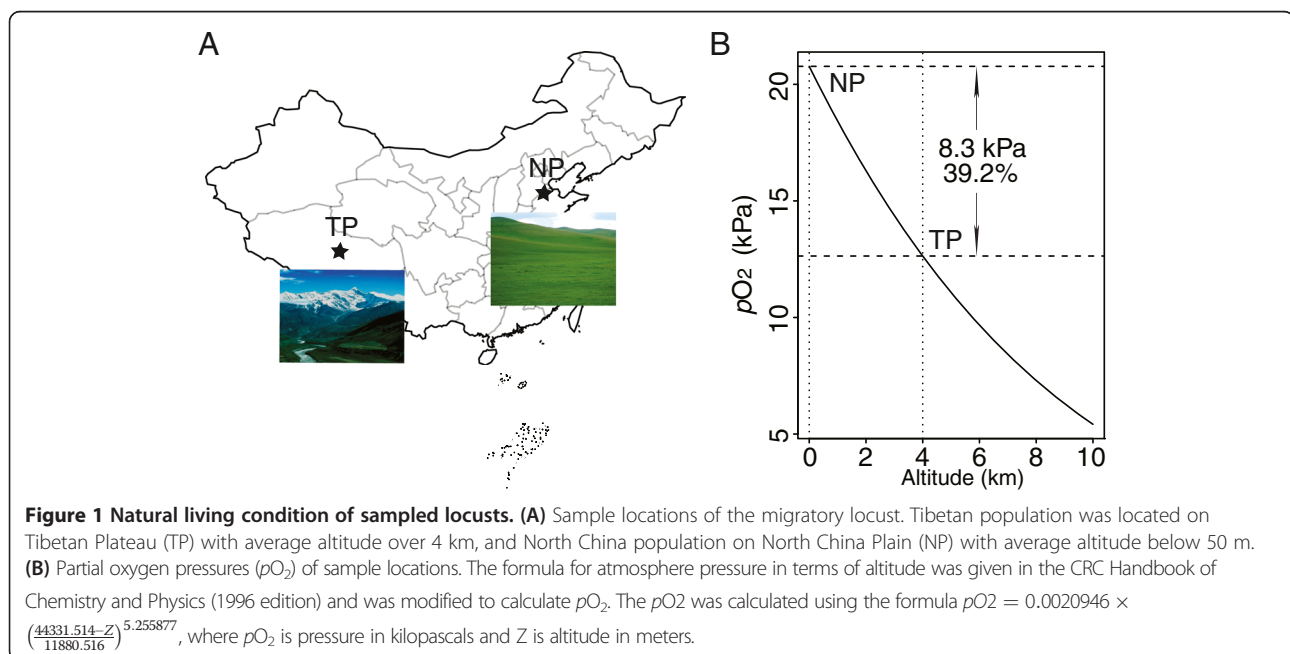 A
NP
TP
B
20
15
10
5
pO2 (kPa)
NP
8.3 kPa
39.2%
TP
0 2 4 6 8 10
Altitude (km)
Figure 1 Natural living condition of sampled locusts. (A) Sample locations of the migratory locust. Tibetan population was located on
Tibetan Plateau (TP) with average altitude over 4 km, and North China population on North China Plain (NP) with average altitude below 50 m.
(B) Partial oxygen pressures (pO₂) of sample locations. The formula for atmosphere pressure in terms of altitude was given in the CRC Handbook of
Chemistry and Physics (1996 edition) and was modified to calculate pO₂. The pO2 was calculated using the formula pO2 = 0.0020946 ×
(44331.514−Z / 11880.516)^5.255877, where pO₂ is pressure in kilopascals and Z is altitude in meters.